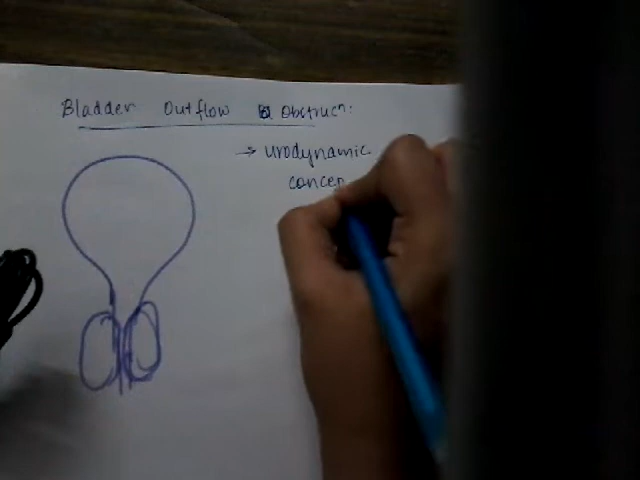 Bladder Outflow Obstrucn:
→ urodynamic
concep